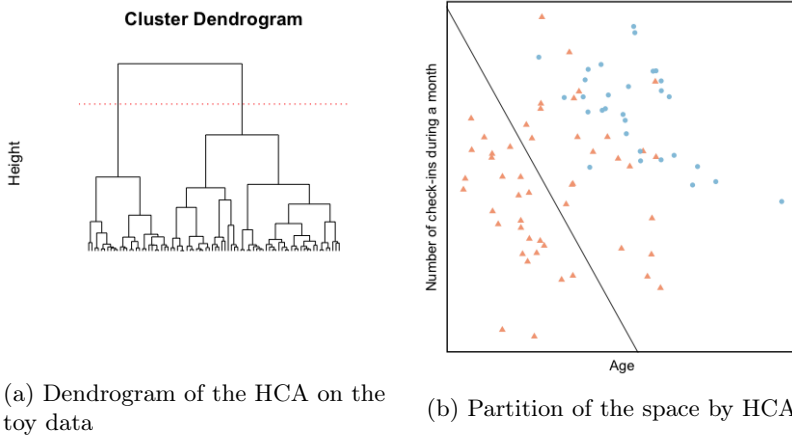 Cluster Dendrogram
Height
Number of check-ins during a month
Age
(a) Dendrogram of the HCA on the
toy data
(b) Partition of the space by HCA